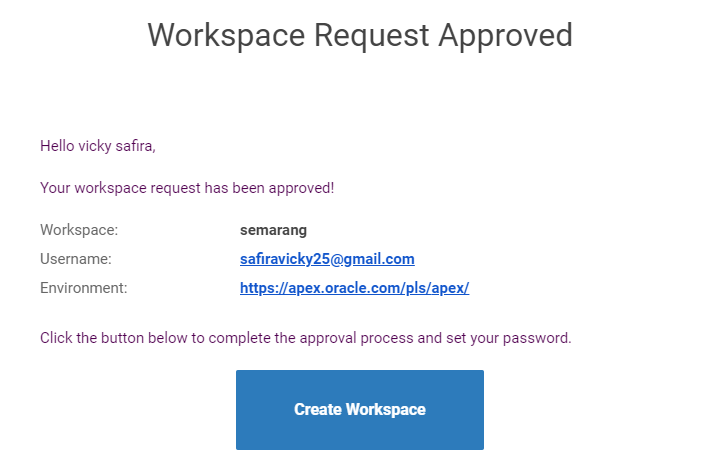 Workspace Request Approved
Hello vicky safira,
Your workspace request has been approved!
Workspace: semarang
Username: safiravicky25@gmail.com
Environment: https://apex.oracle.com/pls/apex/
Click the button below to complete the approval process and set your password.
Create Workspace